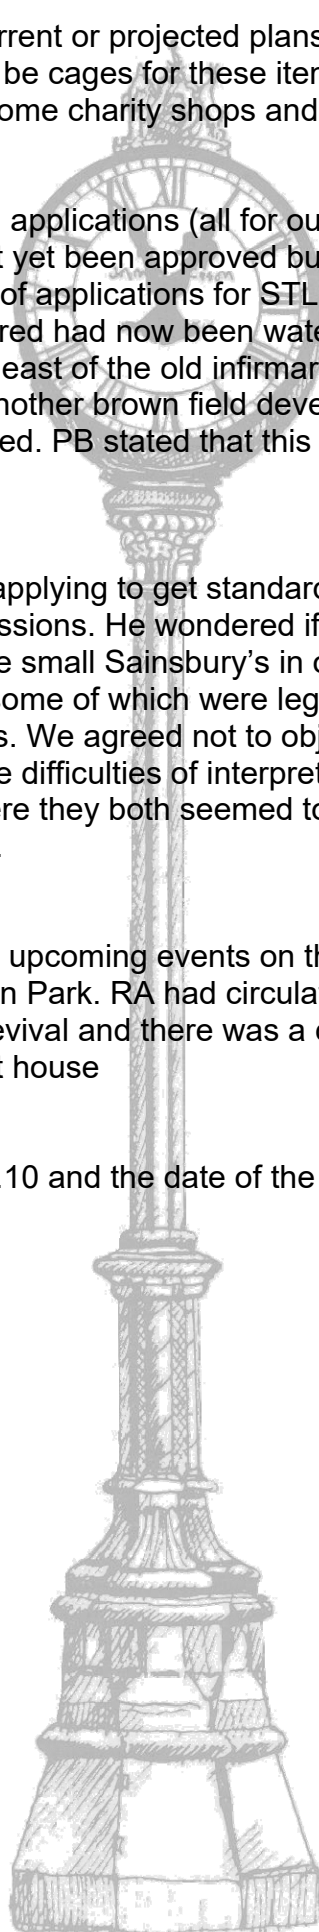 rrent or projected plans
be cages for these iter
ome charity shops and
applications (all for ou
t yet been approved bu
of applications for STL
red had now been wate
east of the old infirmar
nother brown field deve
ed. PB stated that this
applying to get standard
ssions. He wondered if
e small Sainsbury's in c
some of which were leg
s. We agreed not to obj
e difficulties of interpret
ere they both seemed to
.
upcoming events on th
n Park. RA had circulat
evival and there was a c
t house
.10 and the date of the